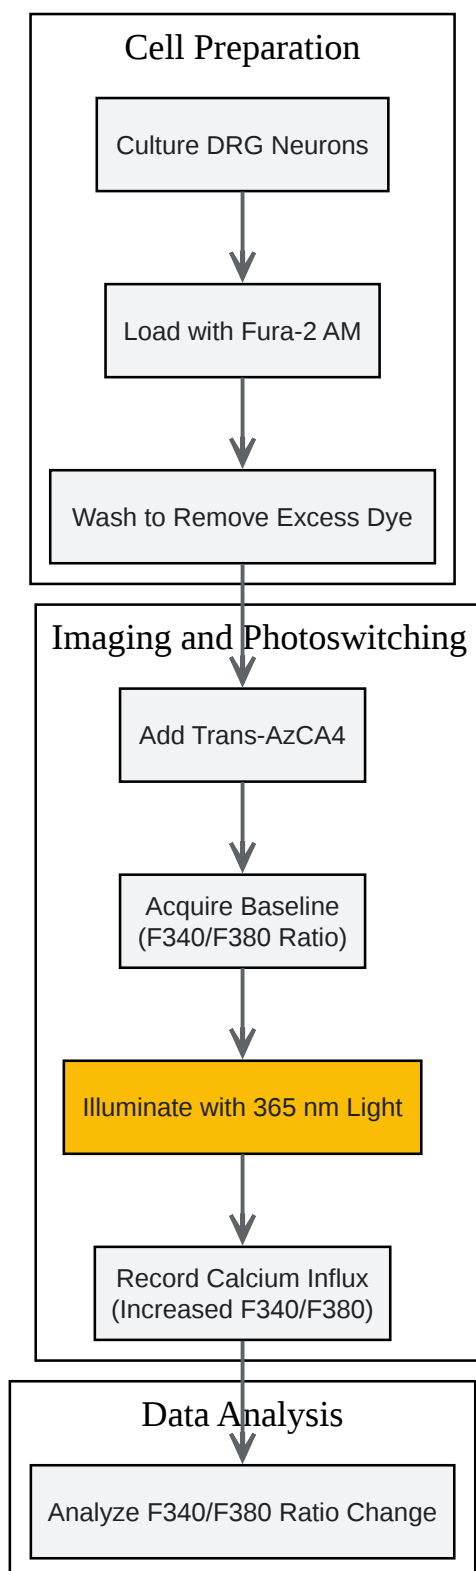 Cell Preparation
Culture DRG Neurons
Load with Fura-2 AM
Wash to Remove Excess Dye
Imaging and Photoswitching
Add Trans-AzCA4
Acquire Baseline
(F340/F380 Ratio)
Illuminate with 365 nm Light
Record Calcium Influx
(Increased F340/F380)
Data Analysis
Analyze F340/F380 Ratio Change